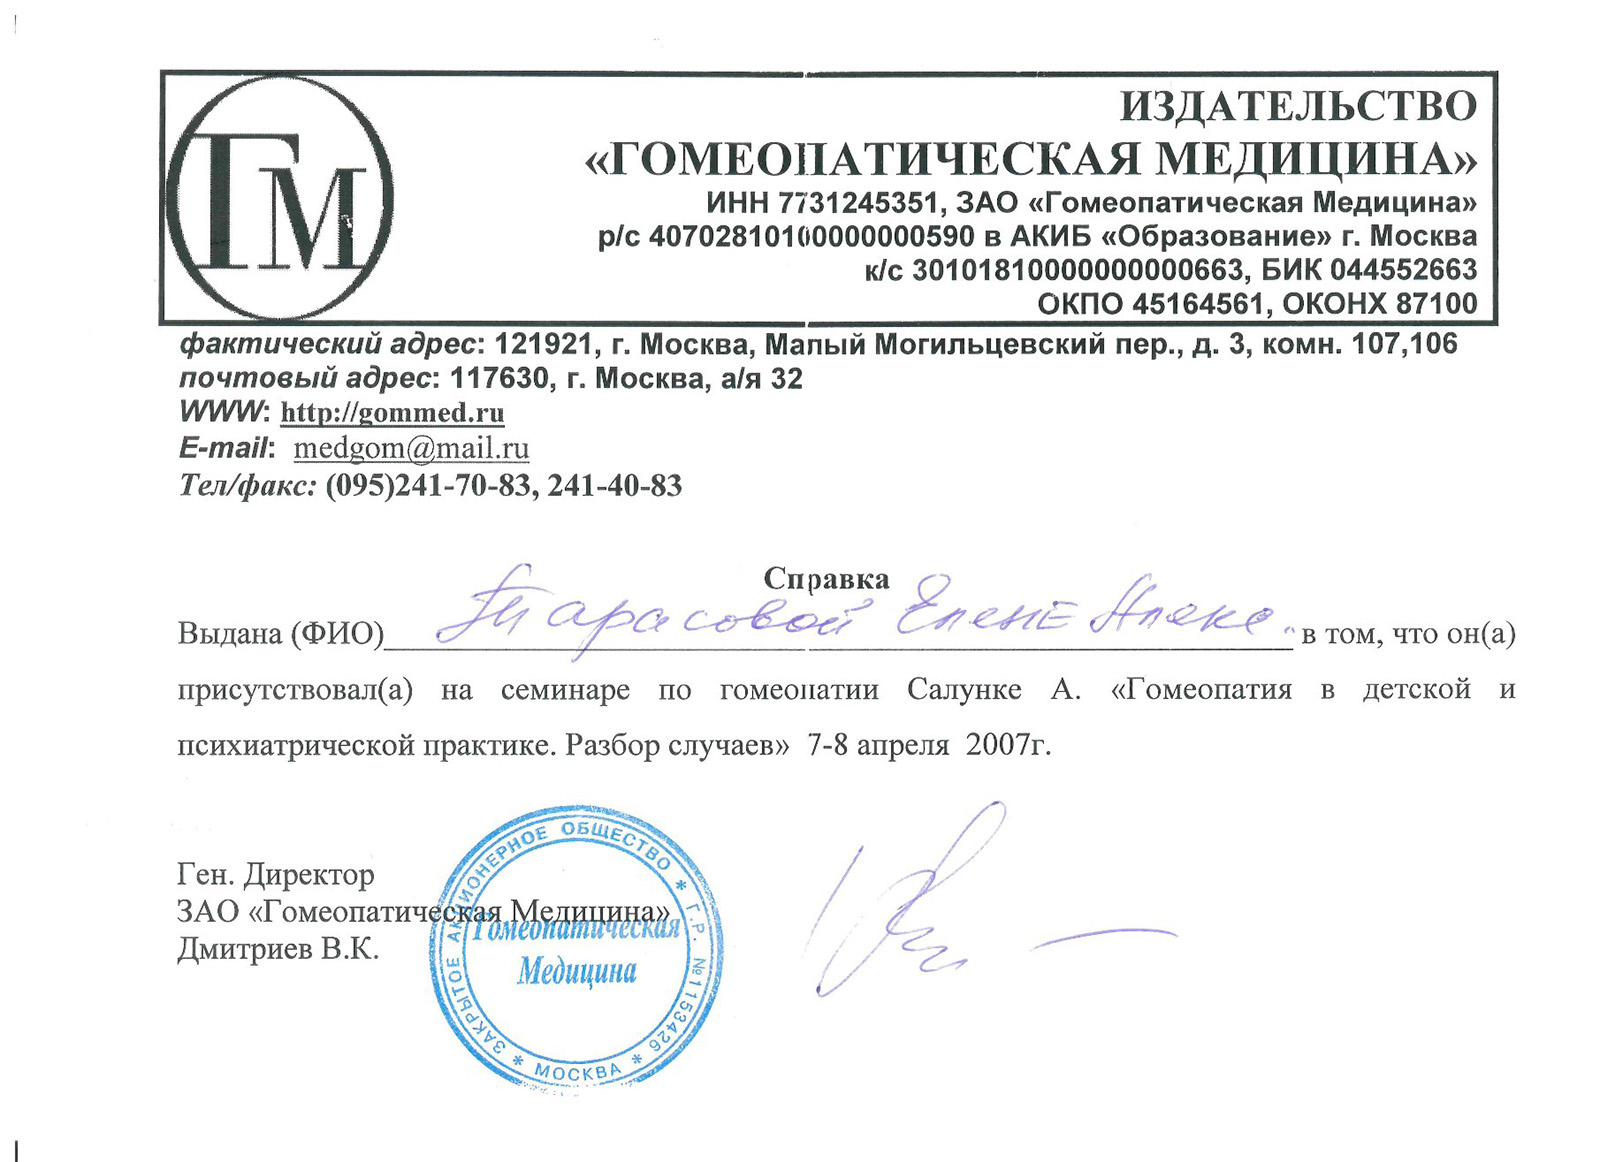 ГМ
ИЗДАТЕЛЬСТВО
«ГОМЕОПАТИЧЕСКАЯ МЕДИЦИНА»
ИНН 7731245351, ЗАО «Гомеопатическая Медицина»
р/с 40702810100000000590 в АКИБ «Образование» г. Москва
к/с 30101810000000000663, БИК 044552663
ОКПО 45164561, ОКОНХ 87100
фактический адрес: 121921, г. Москва, Малый Могильцевский пер., д. 3, комн. 107,106
почтовый адрес: 117630, г. Москва, а/я 32
WWW: http://gommed.ru
E-mail: medgom@mail.ru
Тел/факс: (095)241-70-83, 241-40-83
Справка
Выдана (ФИО) Тарасовой Елене Алекс. в том, что он(а)
присутствовал(а) на семинаре по гомеопатии Салунке А. «Гомеопатия в детской и
психиатрической практике. Разбор случаев» 7-8 апреля 2007г.
Ген. Директор
ЗАО «Гомеопатическая Медицина»
Дмитриев В.К.
ЗАКРЫТОЕ АКЦИОНЕРНОЕ ОБЩЕСТВО * Г.Р. №1153426 * МОСКВА *
Гомеопатическая
Медицина